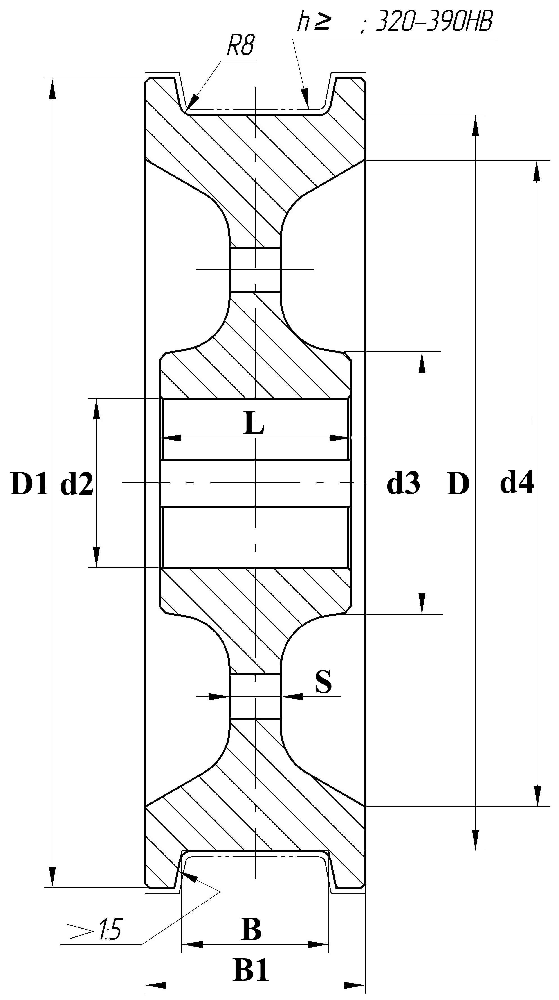 h ≥ ; 320-390HB
R8
L
D1
d2
d3
D
d4
S
>1:5
B
B1